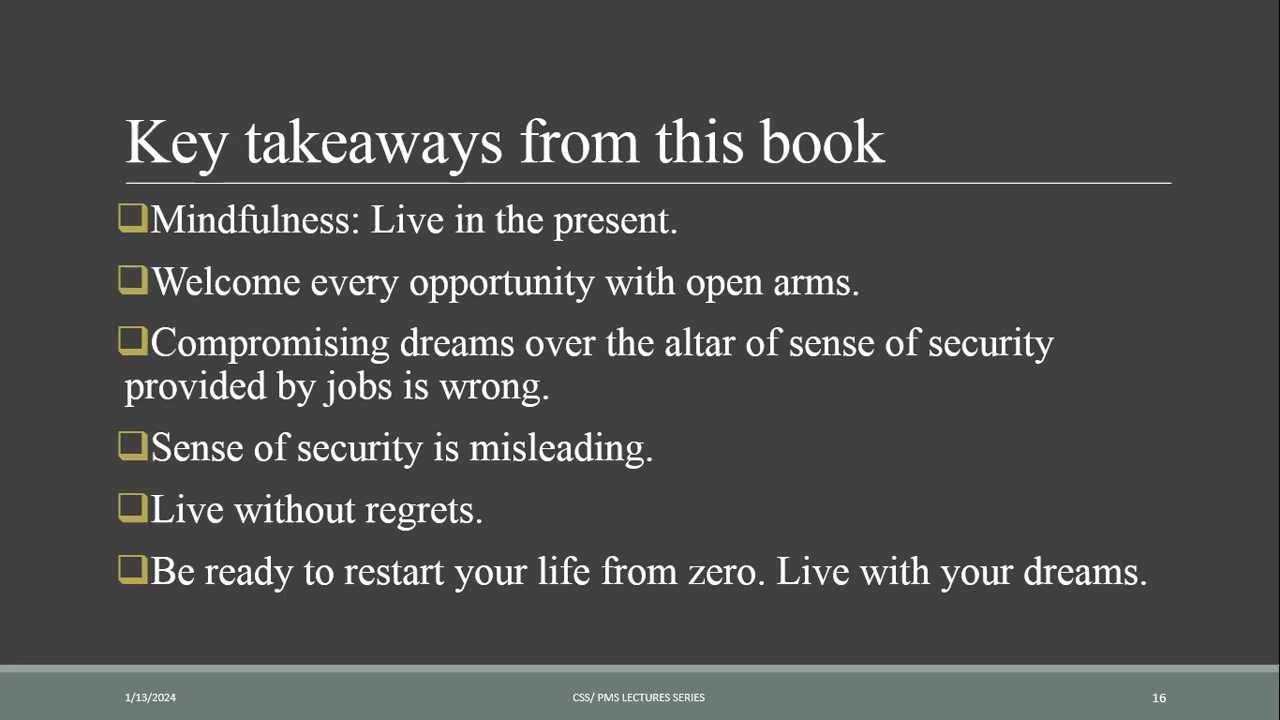 Key takeaways from this book
Mindfulness: Live in the present.
Welcome every opportunity with open arms.
Compromising dreams over the altar of sense of security
provided by jobs is wrong.
Sense of security is misleading.
Live without regrets.
Be ready to restart your life from zero. Live with your dreams.
1/13/2024
CSS/ PMS LECTURES SERIES
16